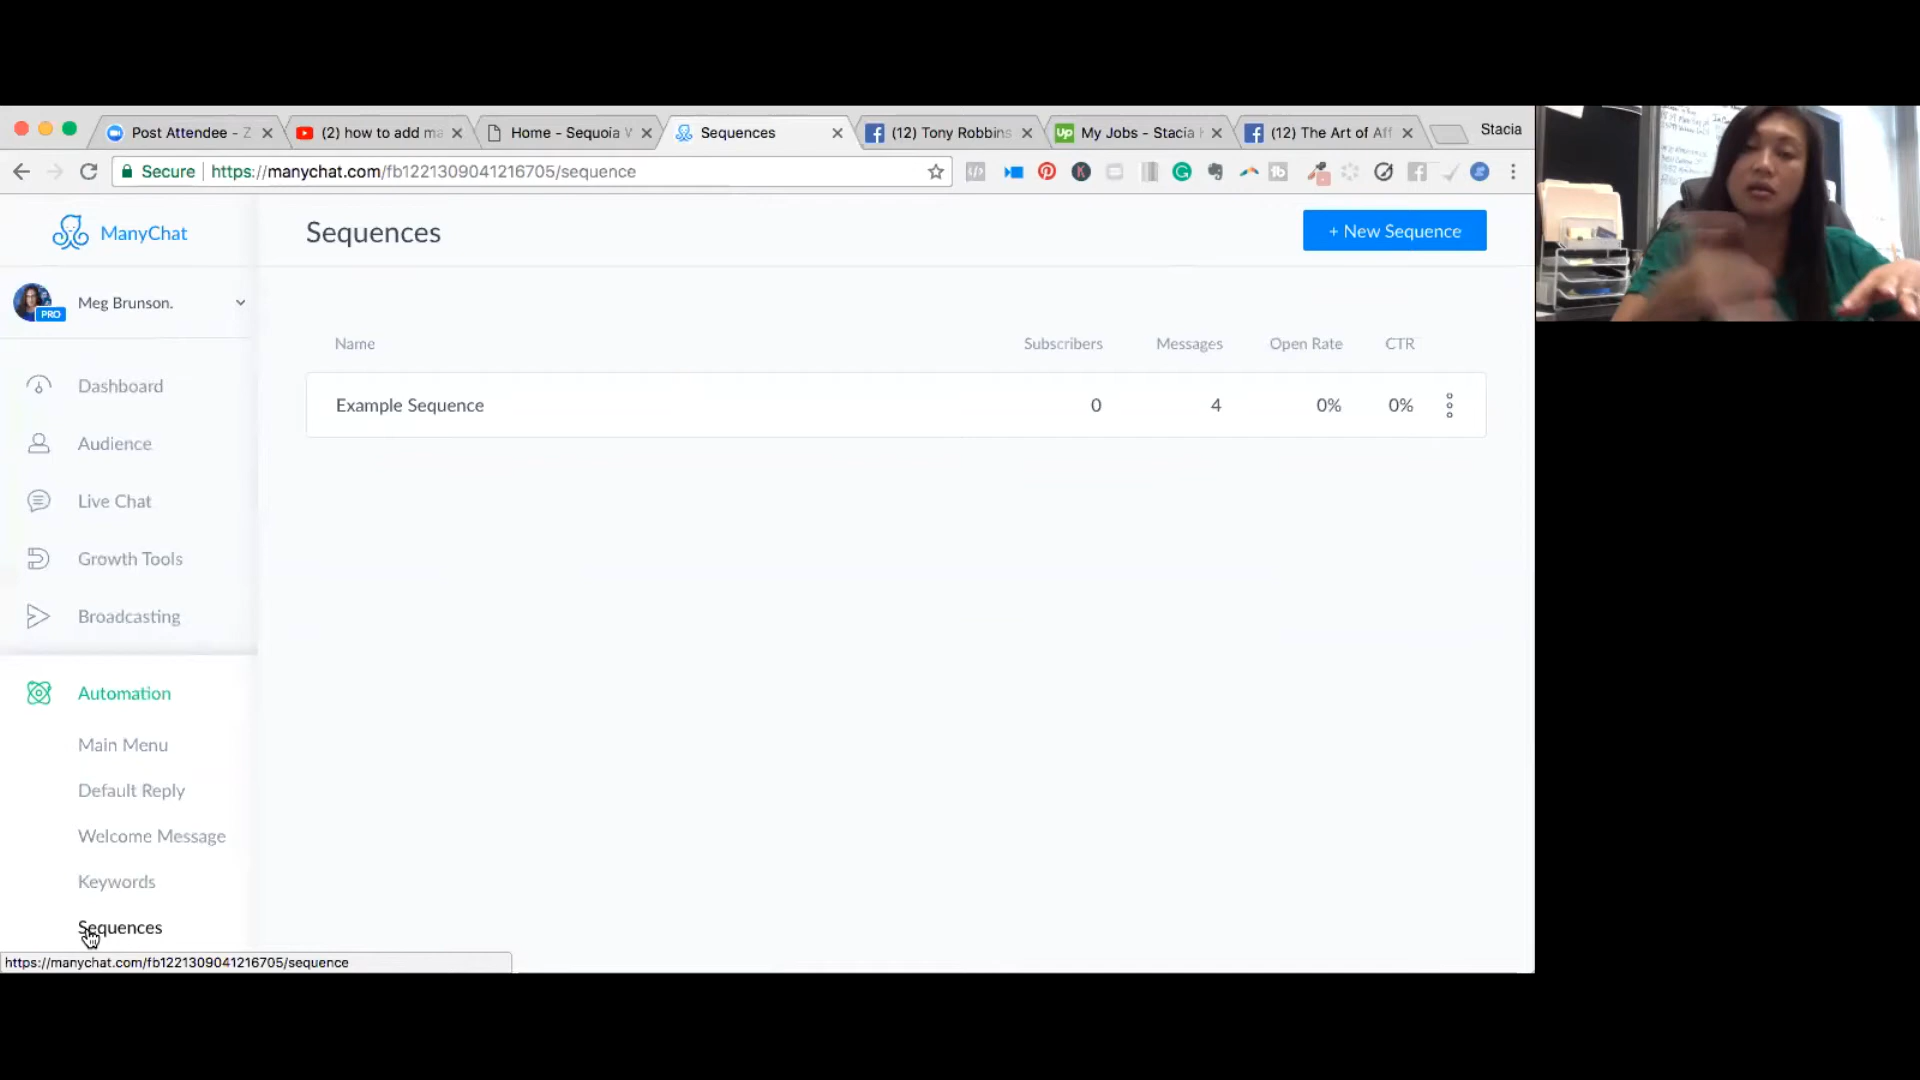 Post Attendee - Z
(2) how to add ma
Home - Sequoia V
Sequences
(12) Tony Robbins
Up
My Jobs - Stacia
(12) The Art of Aff
Stacia
Secure
https://manychat.com/fb1221309041216705/sequence
ManyChat
Sequences
+ New Sequence
Meg Brunson.
PRO
Name
Subscribers
Messages
Open Rate
CTR
Dashboard
Example Sequence
0
4
0%
0%
Audience
Live Chat
Growth Tools
Broadcasting
Automation
Main Menu
Default Reply
Welcome Message
Keywords
Sequences
https://manychat.com/fb1221309041216705/sequence